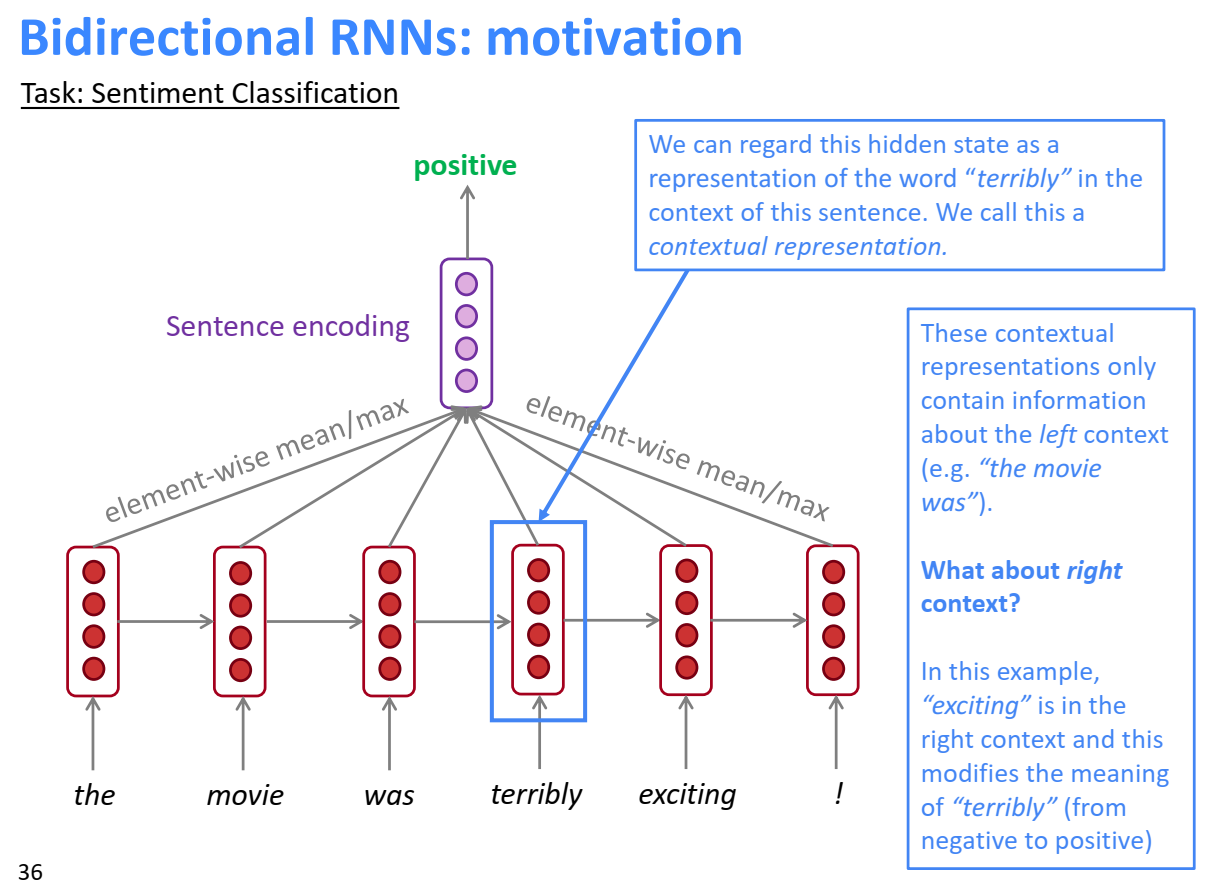 Bidirectional RNNs: motivation
Task: Sentiment Classification
We can regard this hidden state as a
representation of the word “terribly” in the
context of this sentence. We call this a
contextual representation.
positive
Sentence encoding
element-wise mean/max
element-wise mean/max
These contextual
representations only
contain information
about the left context
(e.g. “the movie
was”).
What about right
context?
In this example,
“exciting” is in the
right context and this
modifies the meaning
of “terribly” (from
negative to positive)
the movie was terribly exciting !
36